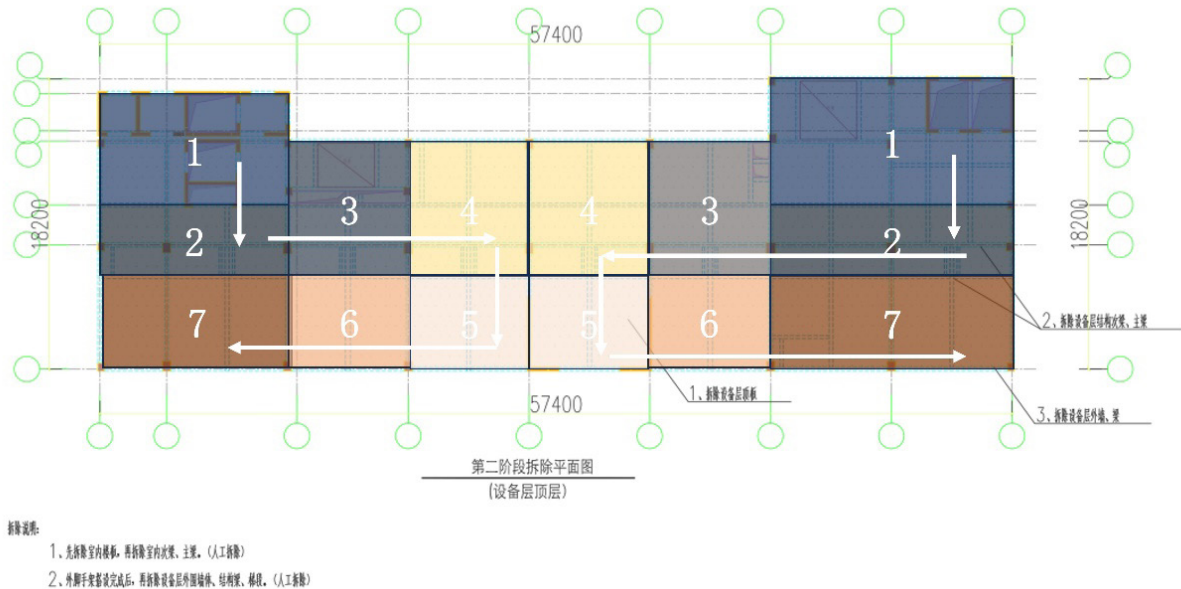 57400
1
1
18200
3
4
4
3
18200
2
2
7
6
5
5
6
7
2、拆除设备层结构次梁、主梁
1、拆除设备层顶板
57400
3、拆除设备层外墙、梁
第二阶段拆除平面图
(设备层顶层)
拆除说明:
1、先拆除室内楼板，再拆除室内次梁、主梁。(人工拆除)
2、外脚手架搭设完成后，再拆除设备层外围墙体、结构梁、楼板。(人工拆除)